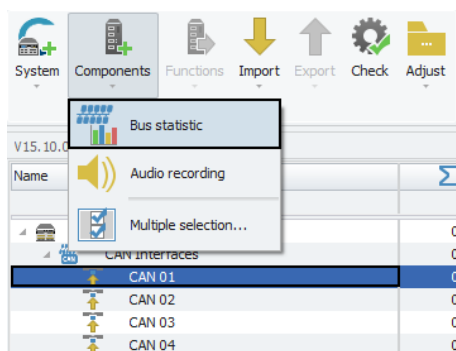 System Components Functions Import Export Check Adjust
...
Bus statistic
V15.10.0
Audio recording
Name Σ
Multiple selection...
0
CAN Interfaces 0
CAN 01 0
CAN 02 0
CAN 03 0
CAN 04 0